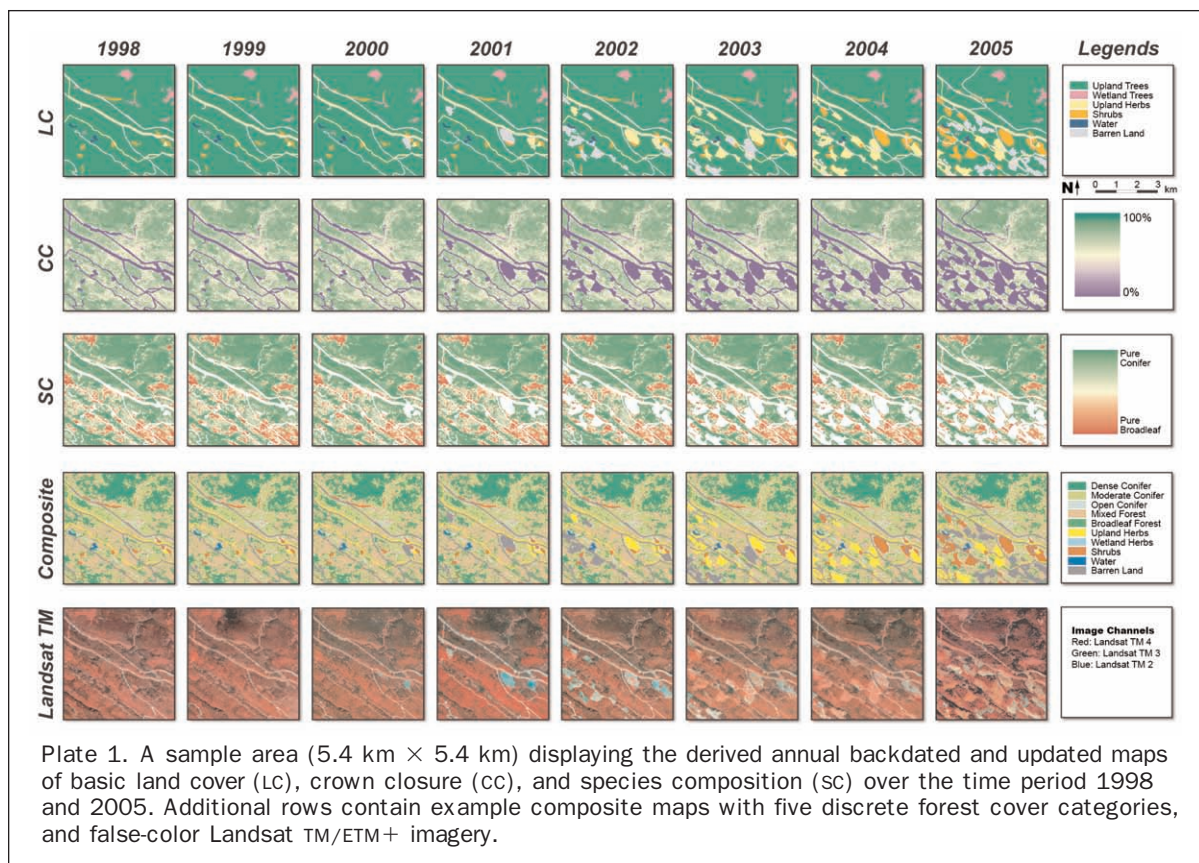 1998 1999 2000 2001 2002 2003 2004 2005 Legends
LC
Upland Trees
Wetland Trees
Upland Herbs
Shrubs
Water
Barren Land
N 0 1 2 3 km
CC
100%
0%
SC
Pure
Conifer
Pure
Broadleaf
Composite
Dense Conifer
Moderate Conifer
Open Conifer
Mixed Forest
Broadleaf Forest
Upland Herbs
Wetland Herbs
Shrubs
Water
Barren Land
Landsat TM
Image Channels
Red: Landsat TM 4
Green: Landsat TM 3
Blue: Landsat TM 2
Plate 1. A sample area (5.4 km × 5.4 km) displaying the derived annual backdated and updated maps
of basic land cover (LC), crown closure (CC), and species composition (SC) over the time period 1998
and 2005. Additional rows contain example composite maps with five discrete forest cover categories,
and false-color Landsat TM/ETM+ imagery.